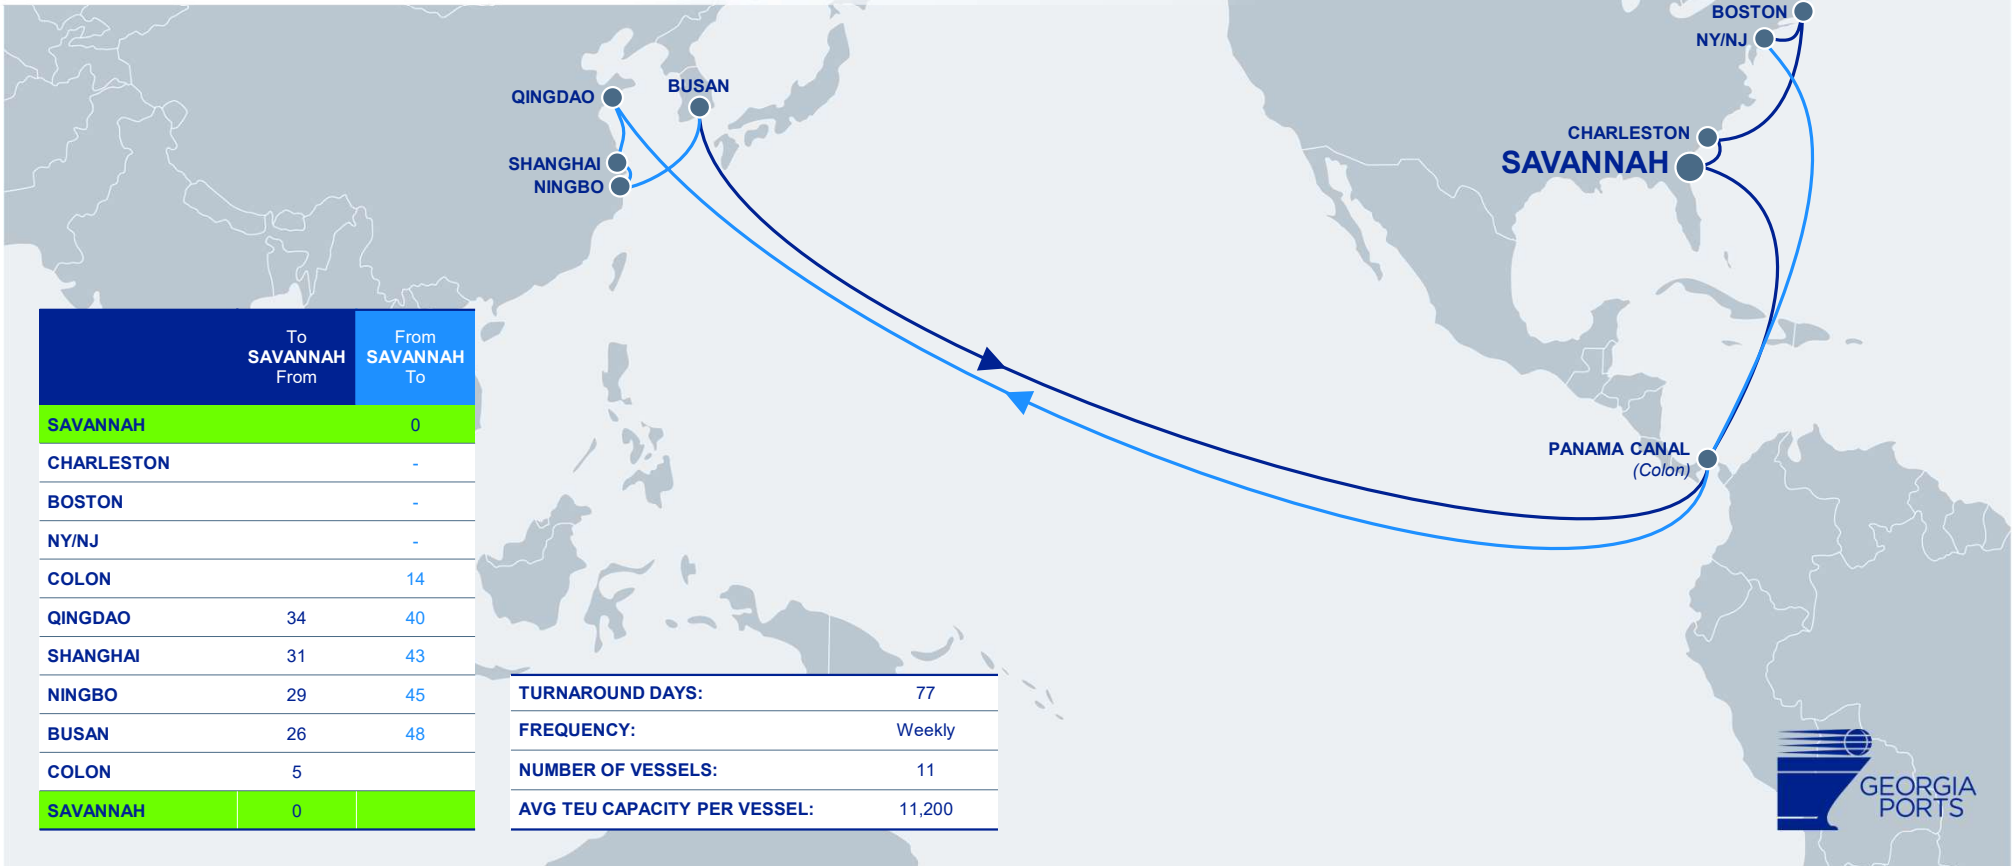 BOSTON
NY/NJ
QINGDAO
BUSAN
CHARLESTON
SHANGHAI
SAVANNAH
NINGBO
PANAMA CANAL
(Colon)
To
SAVANNAH
From
From
SAVANNAH
To
SAVANNAH 0
CHARLESTON -
BOSTON -
NY/NJ -
COLON 14
QINGDAO 34 40
SHANGHAI 31 43
NINGBO 29 45
BUSAN 26 48
COLON 5
SAVANNAH 0
TURNAROUND DAYS: 77
FREQUENCY: Weekly
NUMBER OF VESSELS: 11
AVG TEU CAPACITY PER VESSEL: 11,200
GEORGIA
PORTS